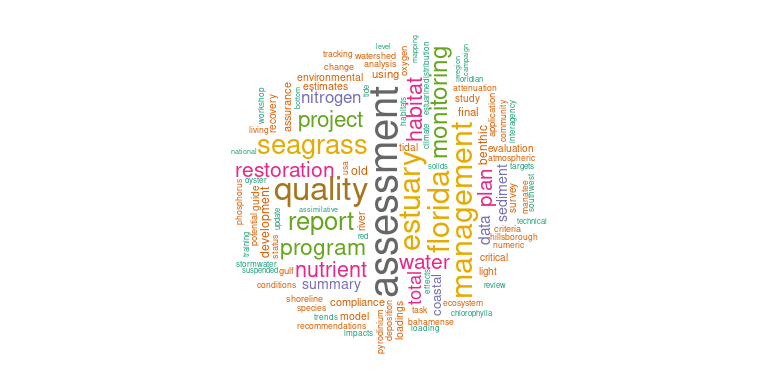 level
tracking
watershed
change
analysis
using
oxygen
mapping
distribution
estuarine
monitoring
region
campaign
floridian
attenuation
environmental
estimates
nitrogen
bottom
tide
habitat
habitats
climate
study
final
application
community
interagency
workshop
recovery
assurance
project
living
seagrass
assessment
tidal
benthic
evaluation
atmospheric
national
restoration
usa
old
solids
targets
oyster
quality
estuary
florida
management
plan
sediment
survey
manatee
southwest
phosphorus
potential
guide
development
update
assimilative
report
river
red
data
technical
criteria
hillsborough
numeric
training
status
program
water
critical
stormwater
suspended
gulf
nutrient
total
effects
coastal
light
conditions
summary
review
shoreline
species
compliance
ecosystem
trends
model
task
chlorophylla
recommendations
impacts
pyrodinium
deposition
loadings
bahamense
loading